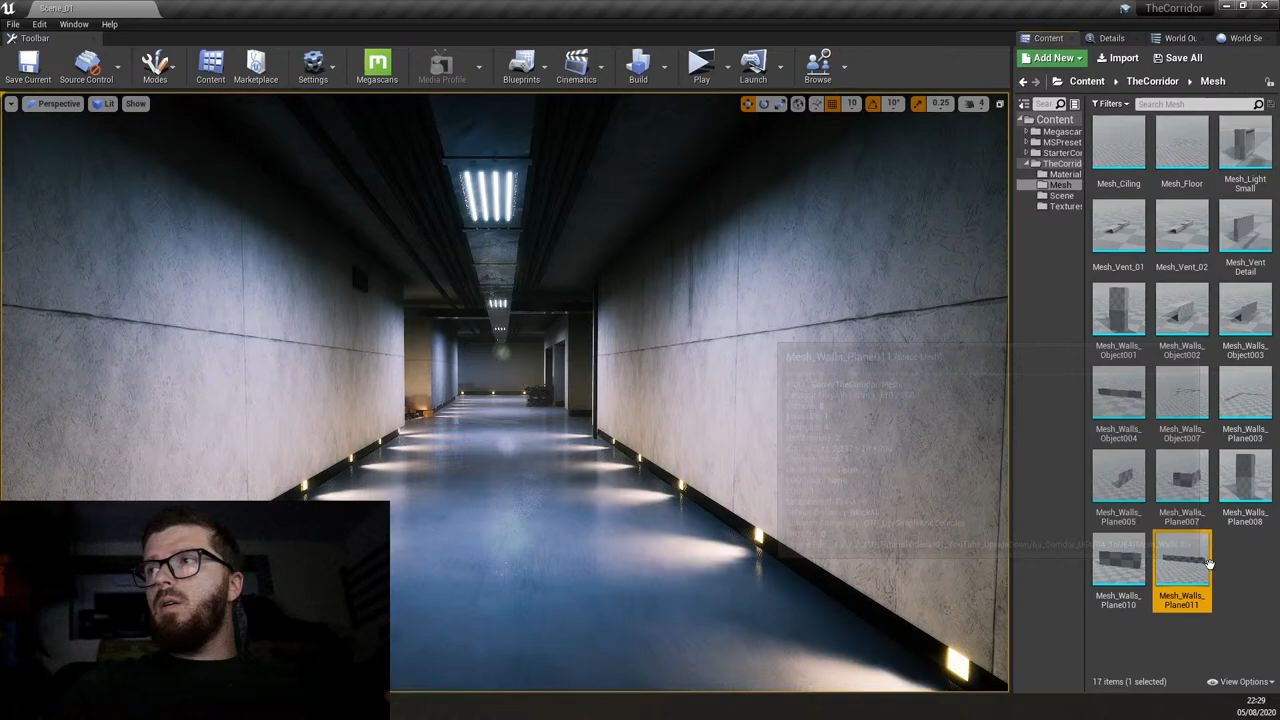 Scene_01
TheCorridor
File Edit Window Help
Toolbar
Content Details World Ou World Se
Save Current Source Control Modes Content Marketplace Settings Megascans Media Profile Blueprints Cinematics Build Play Launch Browse
Add New Import Save All
Content TheCorridor Mesh
Perspective Lit Show 10 10° 0.25 4
Sear Filters Search Mesh
Content
Megascan
MSPreset
StarterCon
TheCorrid
Material
Mesh
Scene
Textures
Mesh_Ciling Mesh_Floor Mesh_Light
Small
Mesh_Vent_01 Mesh_Vent_02 Mesh_Vent
Detail
Mesh_Walls_
Object001
Mesh_Walls_
Object002
Mesh_Walls_
Object003
Mesh_Walls_
Object004
Mesh_Walls_
Object007
Mesh_Walls_
Plane003
Mesh_Walls_
Plane005
Mesh_Walls_
Plane007
Mesh_Walls_
Plane008
Mesh_Walls_
Plane010
Mesh_Walls_
Plane011
Mesh_Walls_Plane011 (Static Mesh)
17 items (1 selected) View Options
22:29
05/08/2020